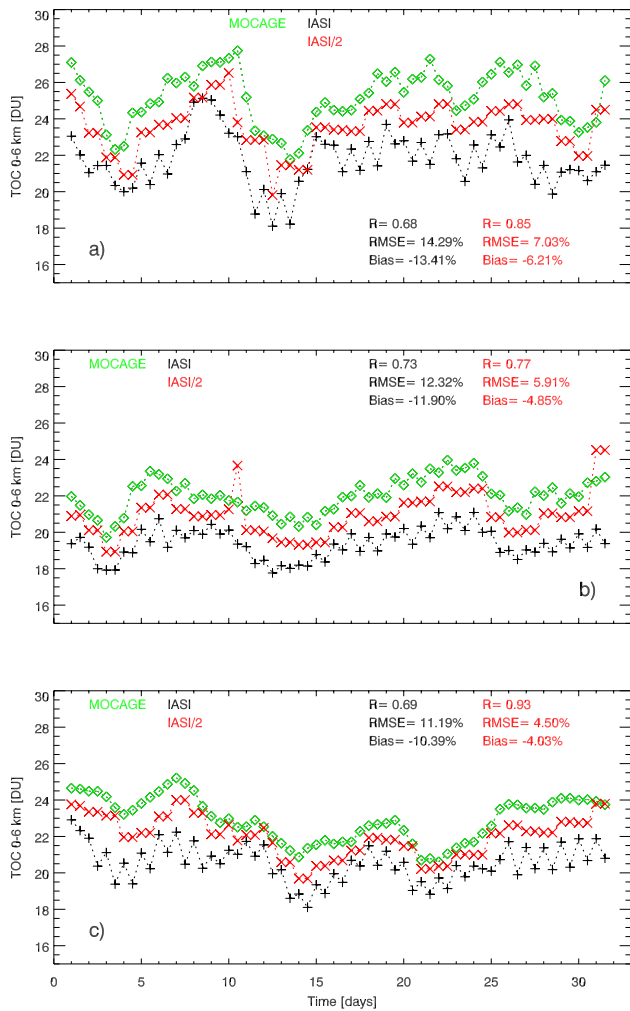 MOCAGE IASI
IASI/2
30
28
26
24
22
20
18
16
TOC 0-6 km [DU]
R= 0.68 R= 0.85
RMSE= 14.29% RMSE= 7.03%
Bias= -13.41% Bias= -6.21%
a)
30
28
26
24
22
20
18
16
TOC 0-6 km [DU]
MOCAGE IASI R= 0.73 R= 0.77
IASI/2 RMSE= 12.32% RMSE= 5.91%
Bias= -11.90% Bias= -4.85%
b)
30
28
26
24
22
20
18
16
TOC 0-6 km [DU]
MOCAGE IASI R= 0.69 R= 0.93
IASI/2 RMSE= 11.19% RMSE= 4.50%
Bias= -10.39% Bias= -4.03%
c)
0 5 10 15 20 25 30
Time [days]